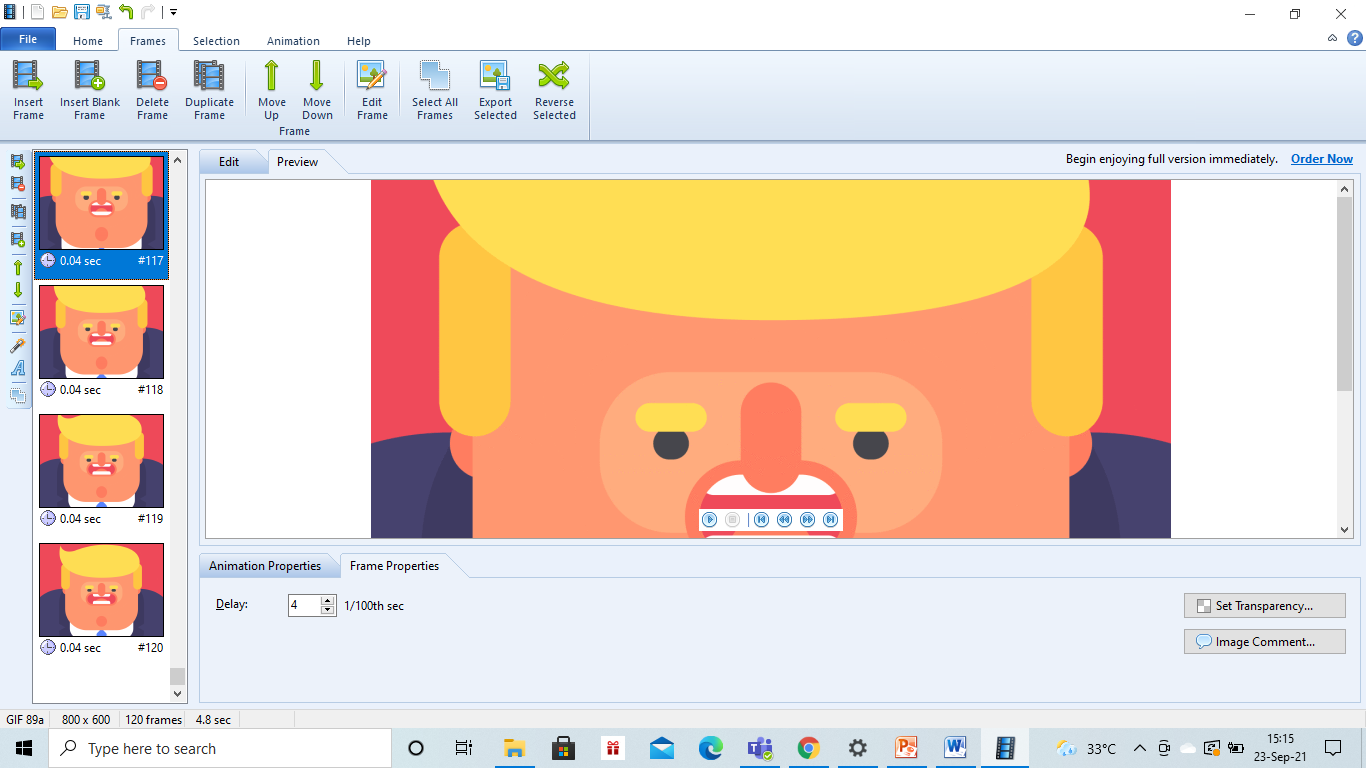 File
Home
Frames
Selection
Animation
Help
Insert
Frame
Insert Blank
Frame
Delete
Frame
Duplicate
Frame
Move
Up
Move
Down
Edit
Frame
Select All
Frames
Export
Selected
Reverse
Selected
Frame
Edit
Preview
Begin enjoying full version immediately. Order Now
0.04 sec #117
0.04 sec #118
0.04 sec #119
0.04 sec #120
Animation Properties
Frame Properties
Delay: 4 1/100th sec
Set Transparency...
Image Comment...
GIF 89a 800 x 600 120 frames 4.8 sec
Type here to search
33°C
15:15
23-Sep-21